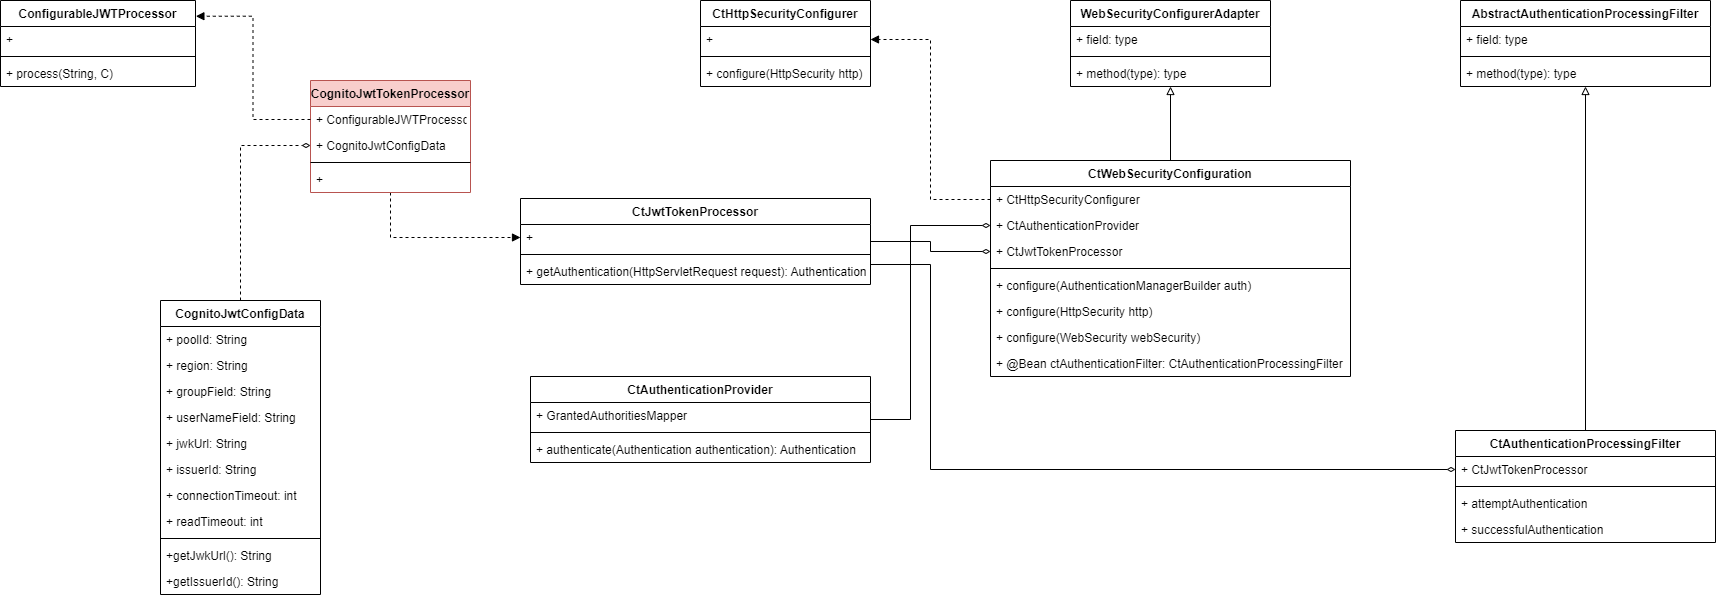 ConfigurableJWTProcessor
+
+ process(String, C)
CognitoJwtTokenProcessor
+ ConfigurableJWTProcessc
+ CognitoJwtConfigData
+
CognitoJwtConfigData
+ poolId: String
+ region: String
+ groupField: String
+ userNameField: String
+ jwkUrl: String
+ issuerId: String
+ connectionTimeout: int
+ readTimeout: int
+getJwkUrl(): String
+getIssuerId(): String
CtJwtTokenProcessor
+
+ getAuthentication(HttpServletRequest request): Authentication
CtAuthenticationProvider
+ GrantedAuthoritiesMapper
+ authenticate(Authentication authentication): Authentication
CtHttpSecurityConfigurer
+
+ configure(HttpSecurity http)
WebSecurityConfigurerAdapter
+ field: type
+ method(type): type
CtWebSecurityConfiguration
+ CtHttpSecurityConfigurer
+ CtAuthenticationProvider
+ CtJwtTokenProcessor
+ configure(AuthenticationManagerBuilder auth)
+ configure(HttpSecurity http)
+ configure(WebSecurity webSecurity)
+ @Bean ctAuthenticationFilter: CtAuthenticationProcessingFilter
AbstractAuthenticationProcessingFilter
+ field: type
+ method(type): type
CtAuthenticationProcessingFilter
+ CtJwtTokenProcessor
+ attemptAuthentication
+ successfulAuthentication